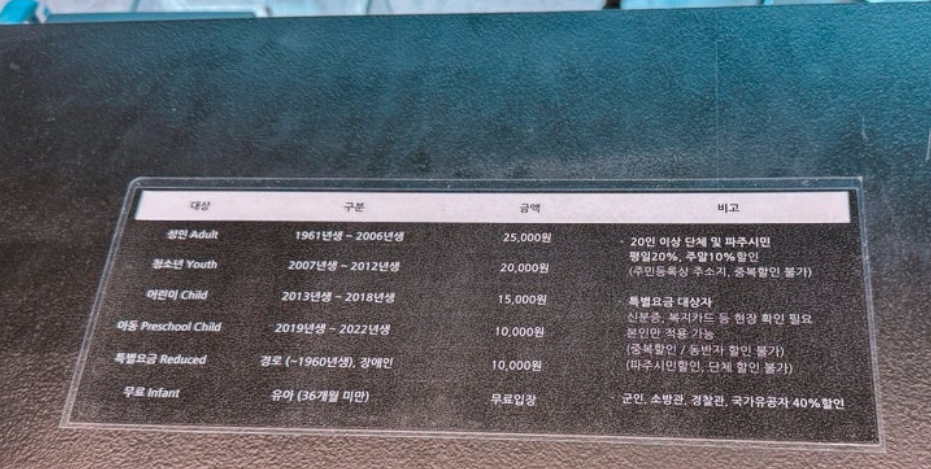 대상 구분 금액 비고
성인 Adult 1961년생 ~ 2006년생 25,000원
청소년 Youth 2007년생 ~ 2012년생 20,000원
어린이 Child 2013년생 ~ 2018년생 15,000원
아동 Preschool Child 2019년생 ~ 2022년생 10,000원
특별요금 Reduced 경로 (~1960년생), 장애인 10,000원
무료 Infant 유아 (36개월 미만) 무료입장
· 20인 이상 단체 및 파주시민
평일20%, 주말10%할인
(주민등록상 주소지, 중복할인 불가)
특별요금 대상자
신분증, 복지카드 등 현장 확인 필요
본인만 적용 가능
(중복할인 / 동반자 할인 불가)
(파주시민할인, 단체 할인 불가)
군인, 소방관, 경찰관, 국가유공자 40%할인